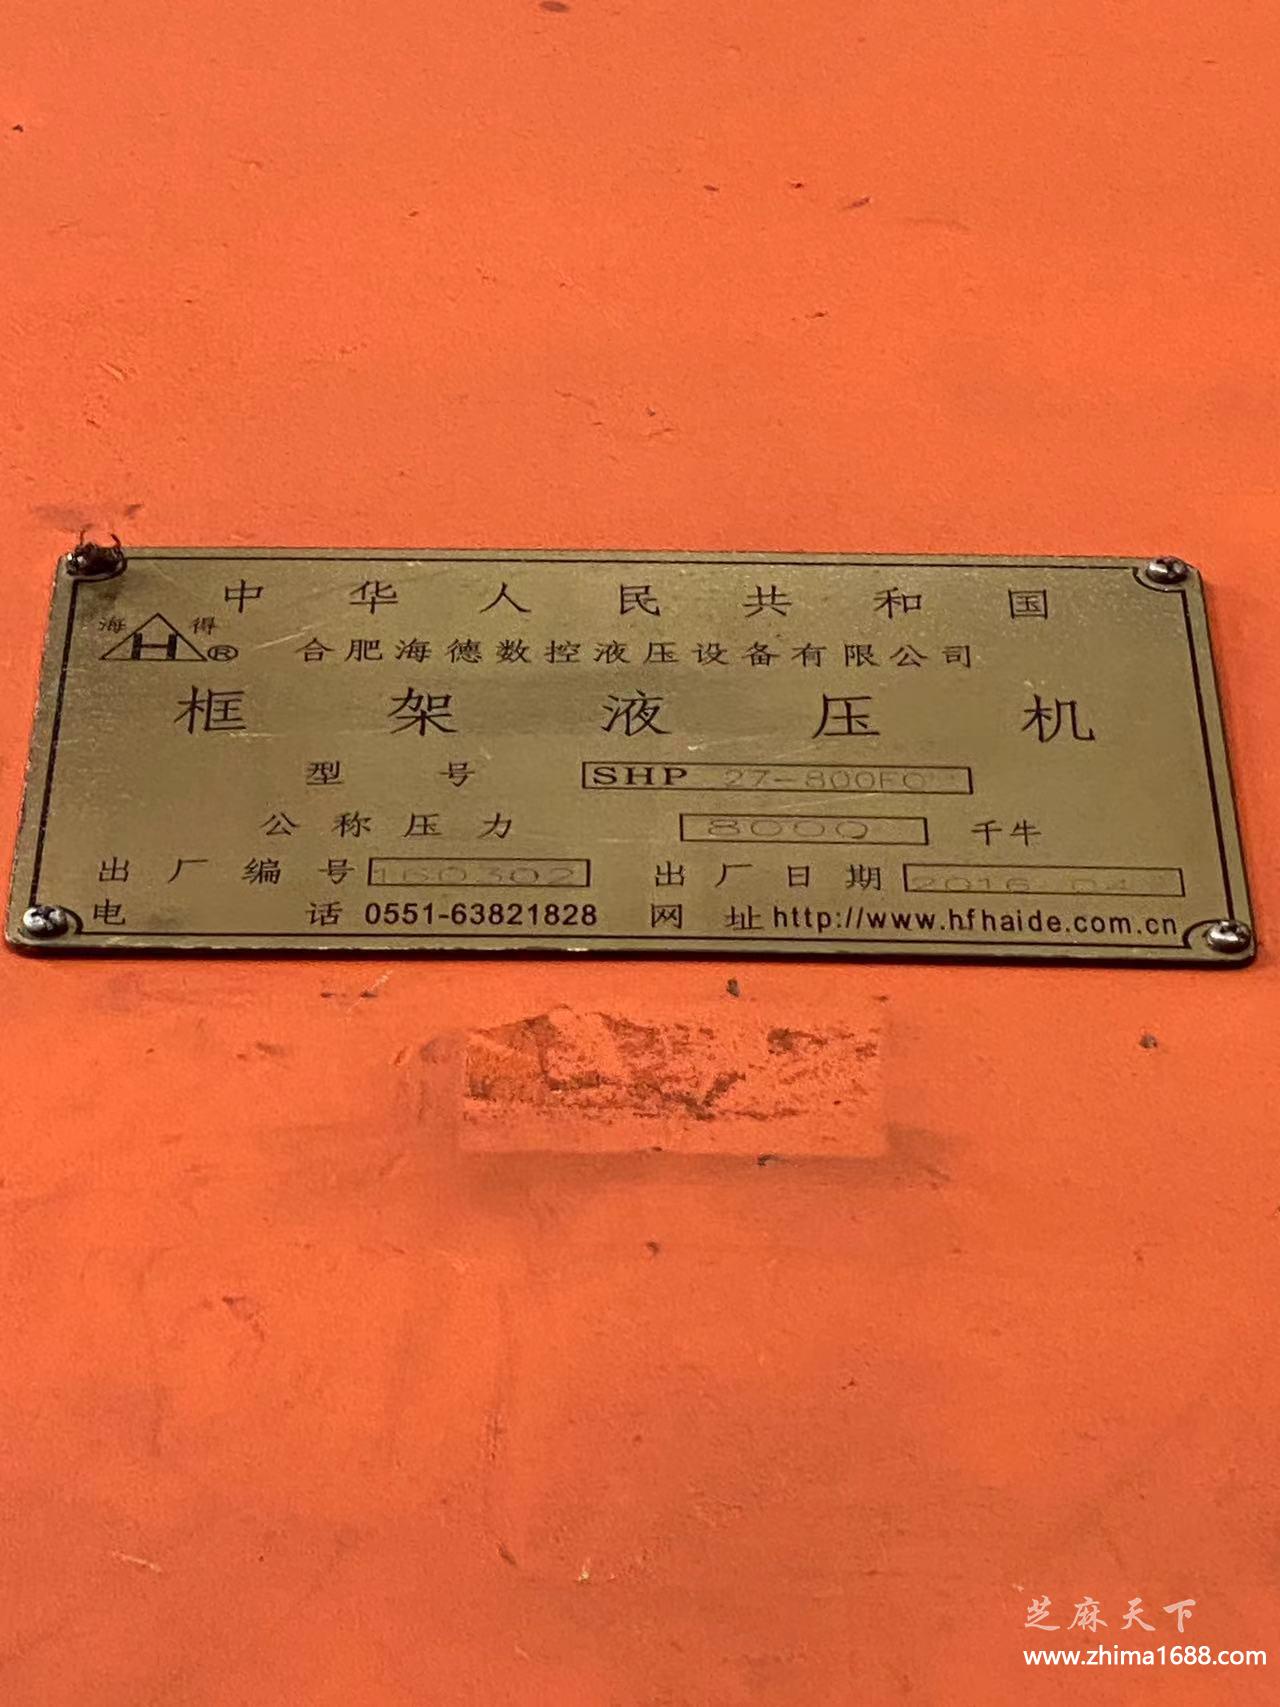 中华人民共和国
海 H 得 ®
合肥海德数控液压设备有限公司
框架液压机
型号 SHP 27-800FC
公称压力 8000 千牛
出厂编号 160302 出厂日期 2016 04
电话 0551-63821828 网址 http://www.hfhaide.com.cn
芝麻天下
www.zhima1688.com